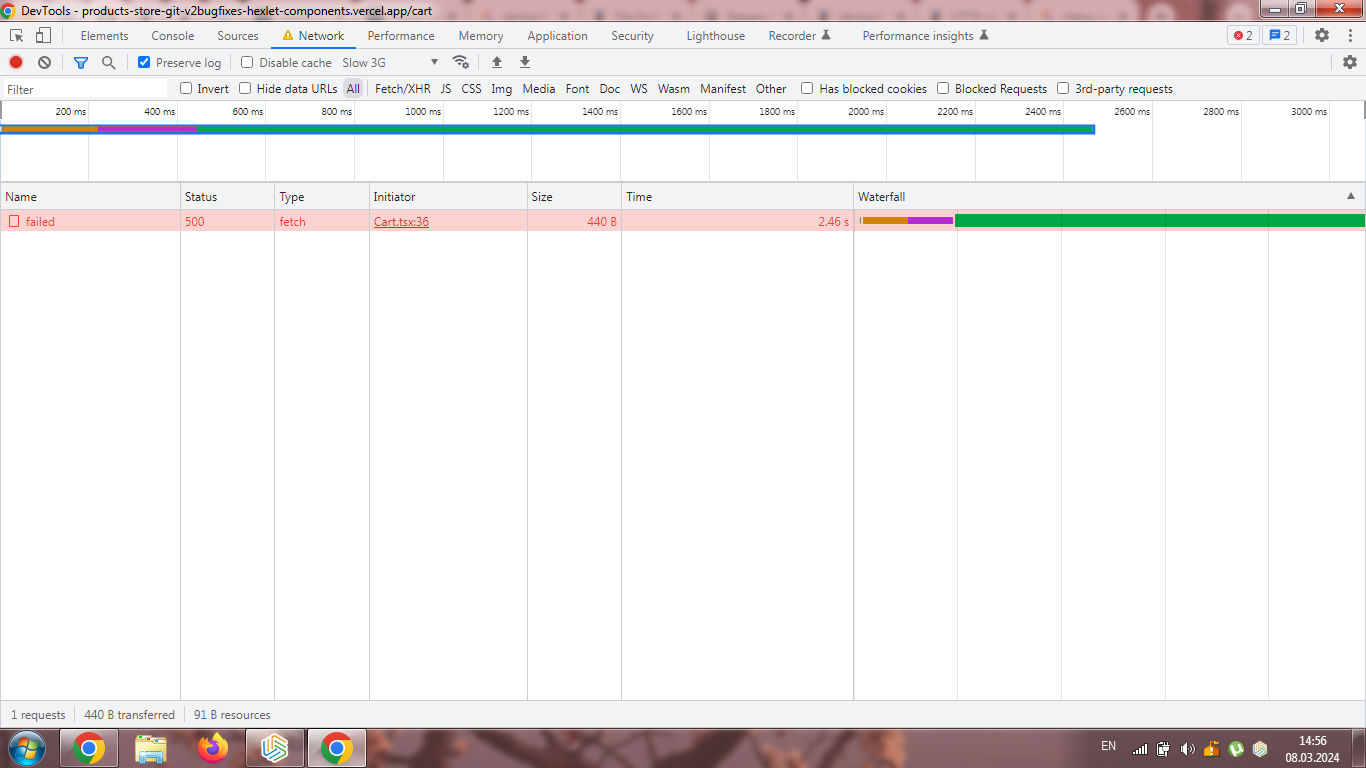 DevTools - products-store-git-v2bugfixes-hexlet-components.vercel.app/cart
Elements Console Sources Network Performance Memory Application Security Lighthouse Recorder Performance insights 2 2
Preserve log Disable cache Slow 3G
Filter Invert Hide data URLs All Fetch/XHR JS CSS Img Media Font Doc WS Wasm Manifest Other Has blocked cookies Blocked Requests 3rd-party requests
200 ms 400 ms 600 ms 800 ms 1000 ms 1200 ms 1400 ms 1600 ms 1800 ms 2000 ms 2200 ms 2400 ms 2600 ms 2800 ms 3000 ms
Name Status Type Initiator Size Time Waterfall
failed 500 fetch Cart.tsx:36 440 B 2.46 s
1 requests 440 B transferred 91 B resources
EN 14:56
08.03.2024